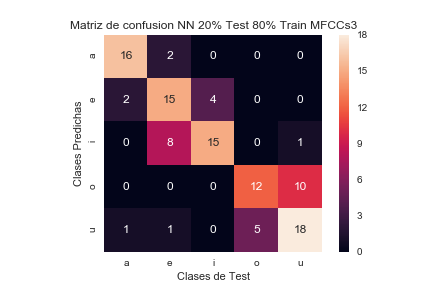 Matriz de confusion NN 20% Test 80% Train MFCCs3
a 16 2 0 0 0
e 2 15 4 0 0
i 0 8 15 0 1
o 0 0 0 12 10
u 1 1 0 5 18
a e i o u
Clases Predichas
Clases de Test
18
15
12
9
6
3
0